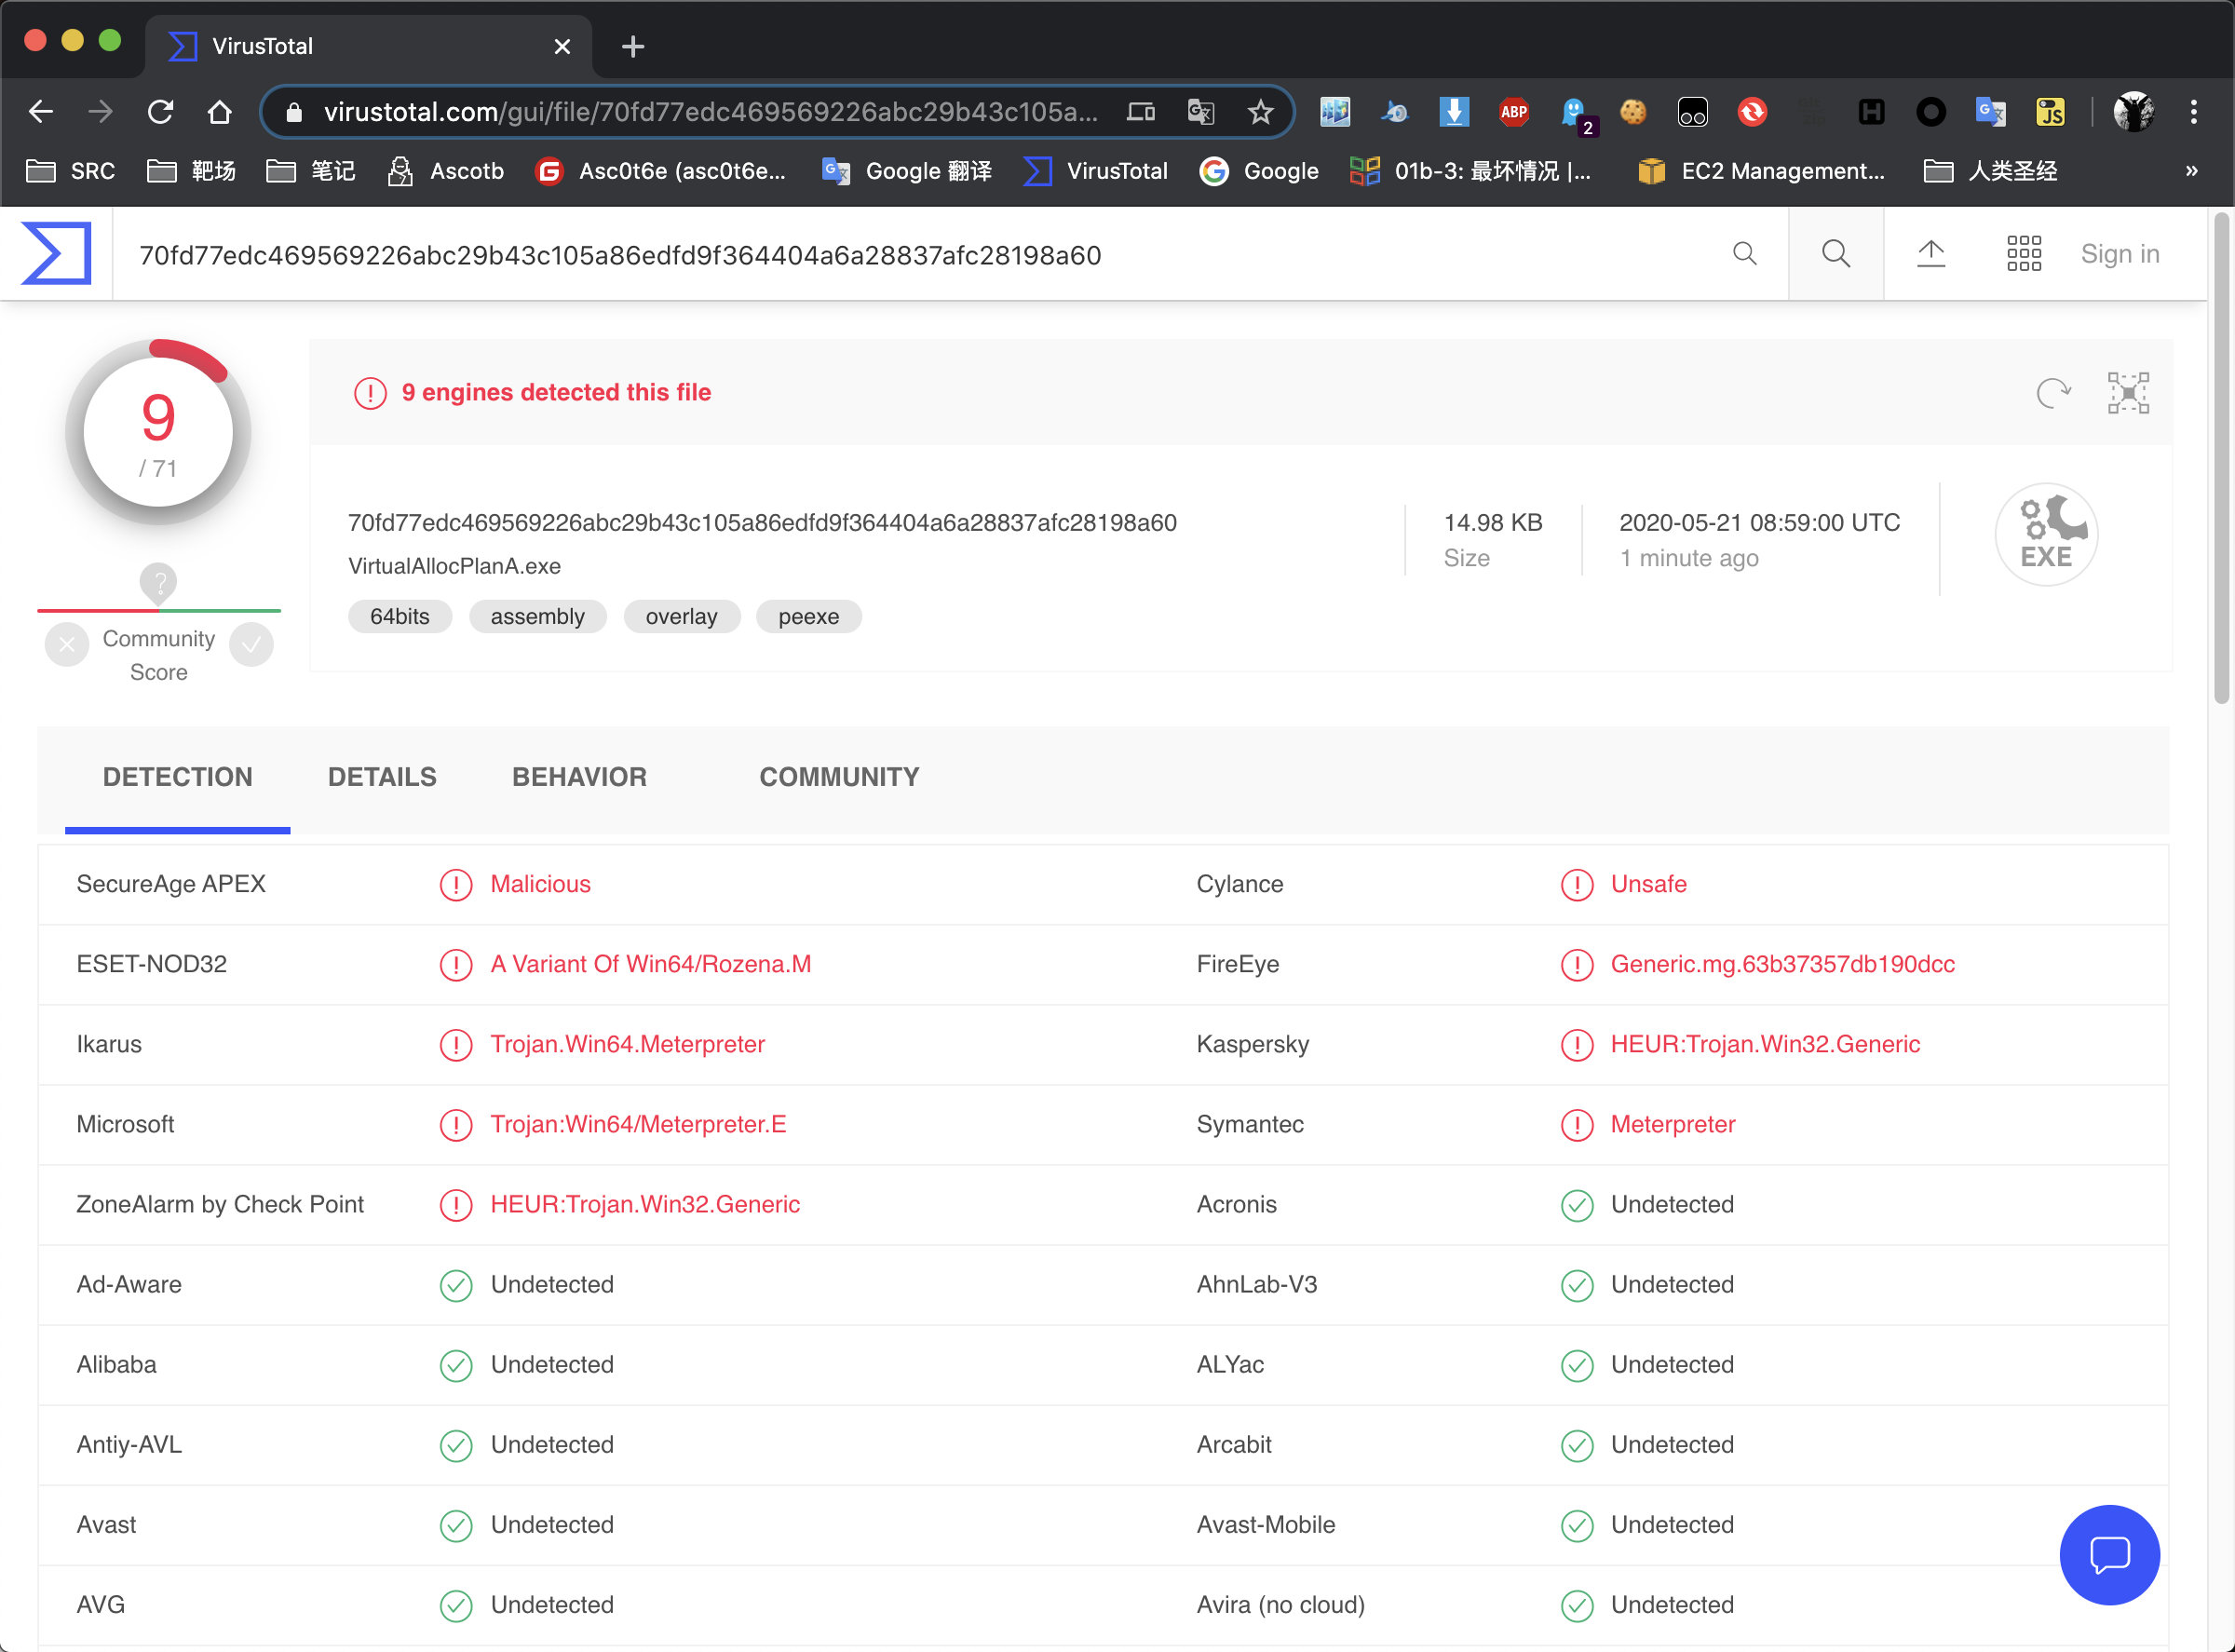 VirusTotal
virustotal.com/gui/file/70fd77edc469569226abc29b43c105a...
ABP
2
H
JS
SRC
靶场
笔记
Ascotb
Asc0t6e (asc0t6e...
Google 翻译
VirusTotal
Google
01b-3: 最坏情况 |...
EC2 Management...
人类圣经
»
70fd77edc469569226abc29b43c105a86edfd9f364404a6a28837afc28198a60
Sign in
9
/ 71
9 engines detected this file
70fd77edc469569226abc29b43c105a86edfd9f364404a6a28837afc28198a60
VirtualAllocPlanA.exe
64bits
assembly
overlay
peexe
14.98 KB
Size
2020-05-21 08:59:00 UTC
1 minute ago
EXE
?
Community
Score
DETECTION
DETAILS
BEHAVIOR
COMMUNITY
SecureAge APEX
Malicious
Cylance
Unsafe
ESET-NOD32
A Variant Of Win64/Rozena.M
FireEye
Generic.mg.63b37357db190dcc
Ikarus
Trojan.Win64.Meterpreter
Kaspersky
HEUR:Trojan.Win32.Generic
Microsoft
Trojan:Win64/Meterpreter.E
Symantec
Meterpreter
ZoneAlarm by Check Point
HEUR:Trojan.Win32.Generic
Acronis
Undetected
Ad-Aware
Undetected
AhnLab-V3
Undetected
Alibaba
Undetected
ALYac
Undetected
Antiy-AVL
Undetected
Arcabit
Undetected
Avast
Undetected
Avast-Mobile
Undetected
AVG
Undetected
Avira (no cloud)
Undetected